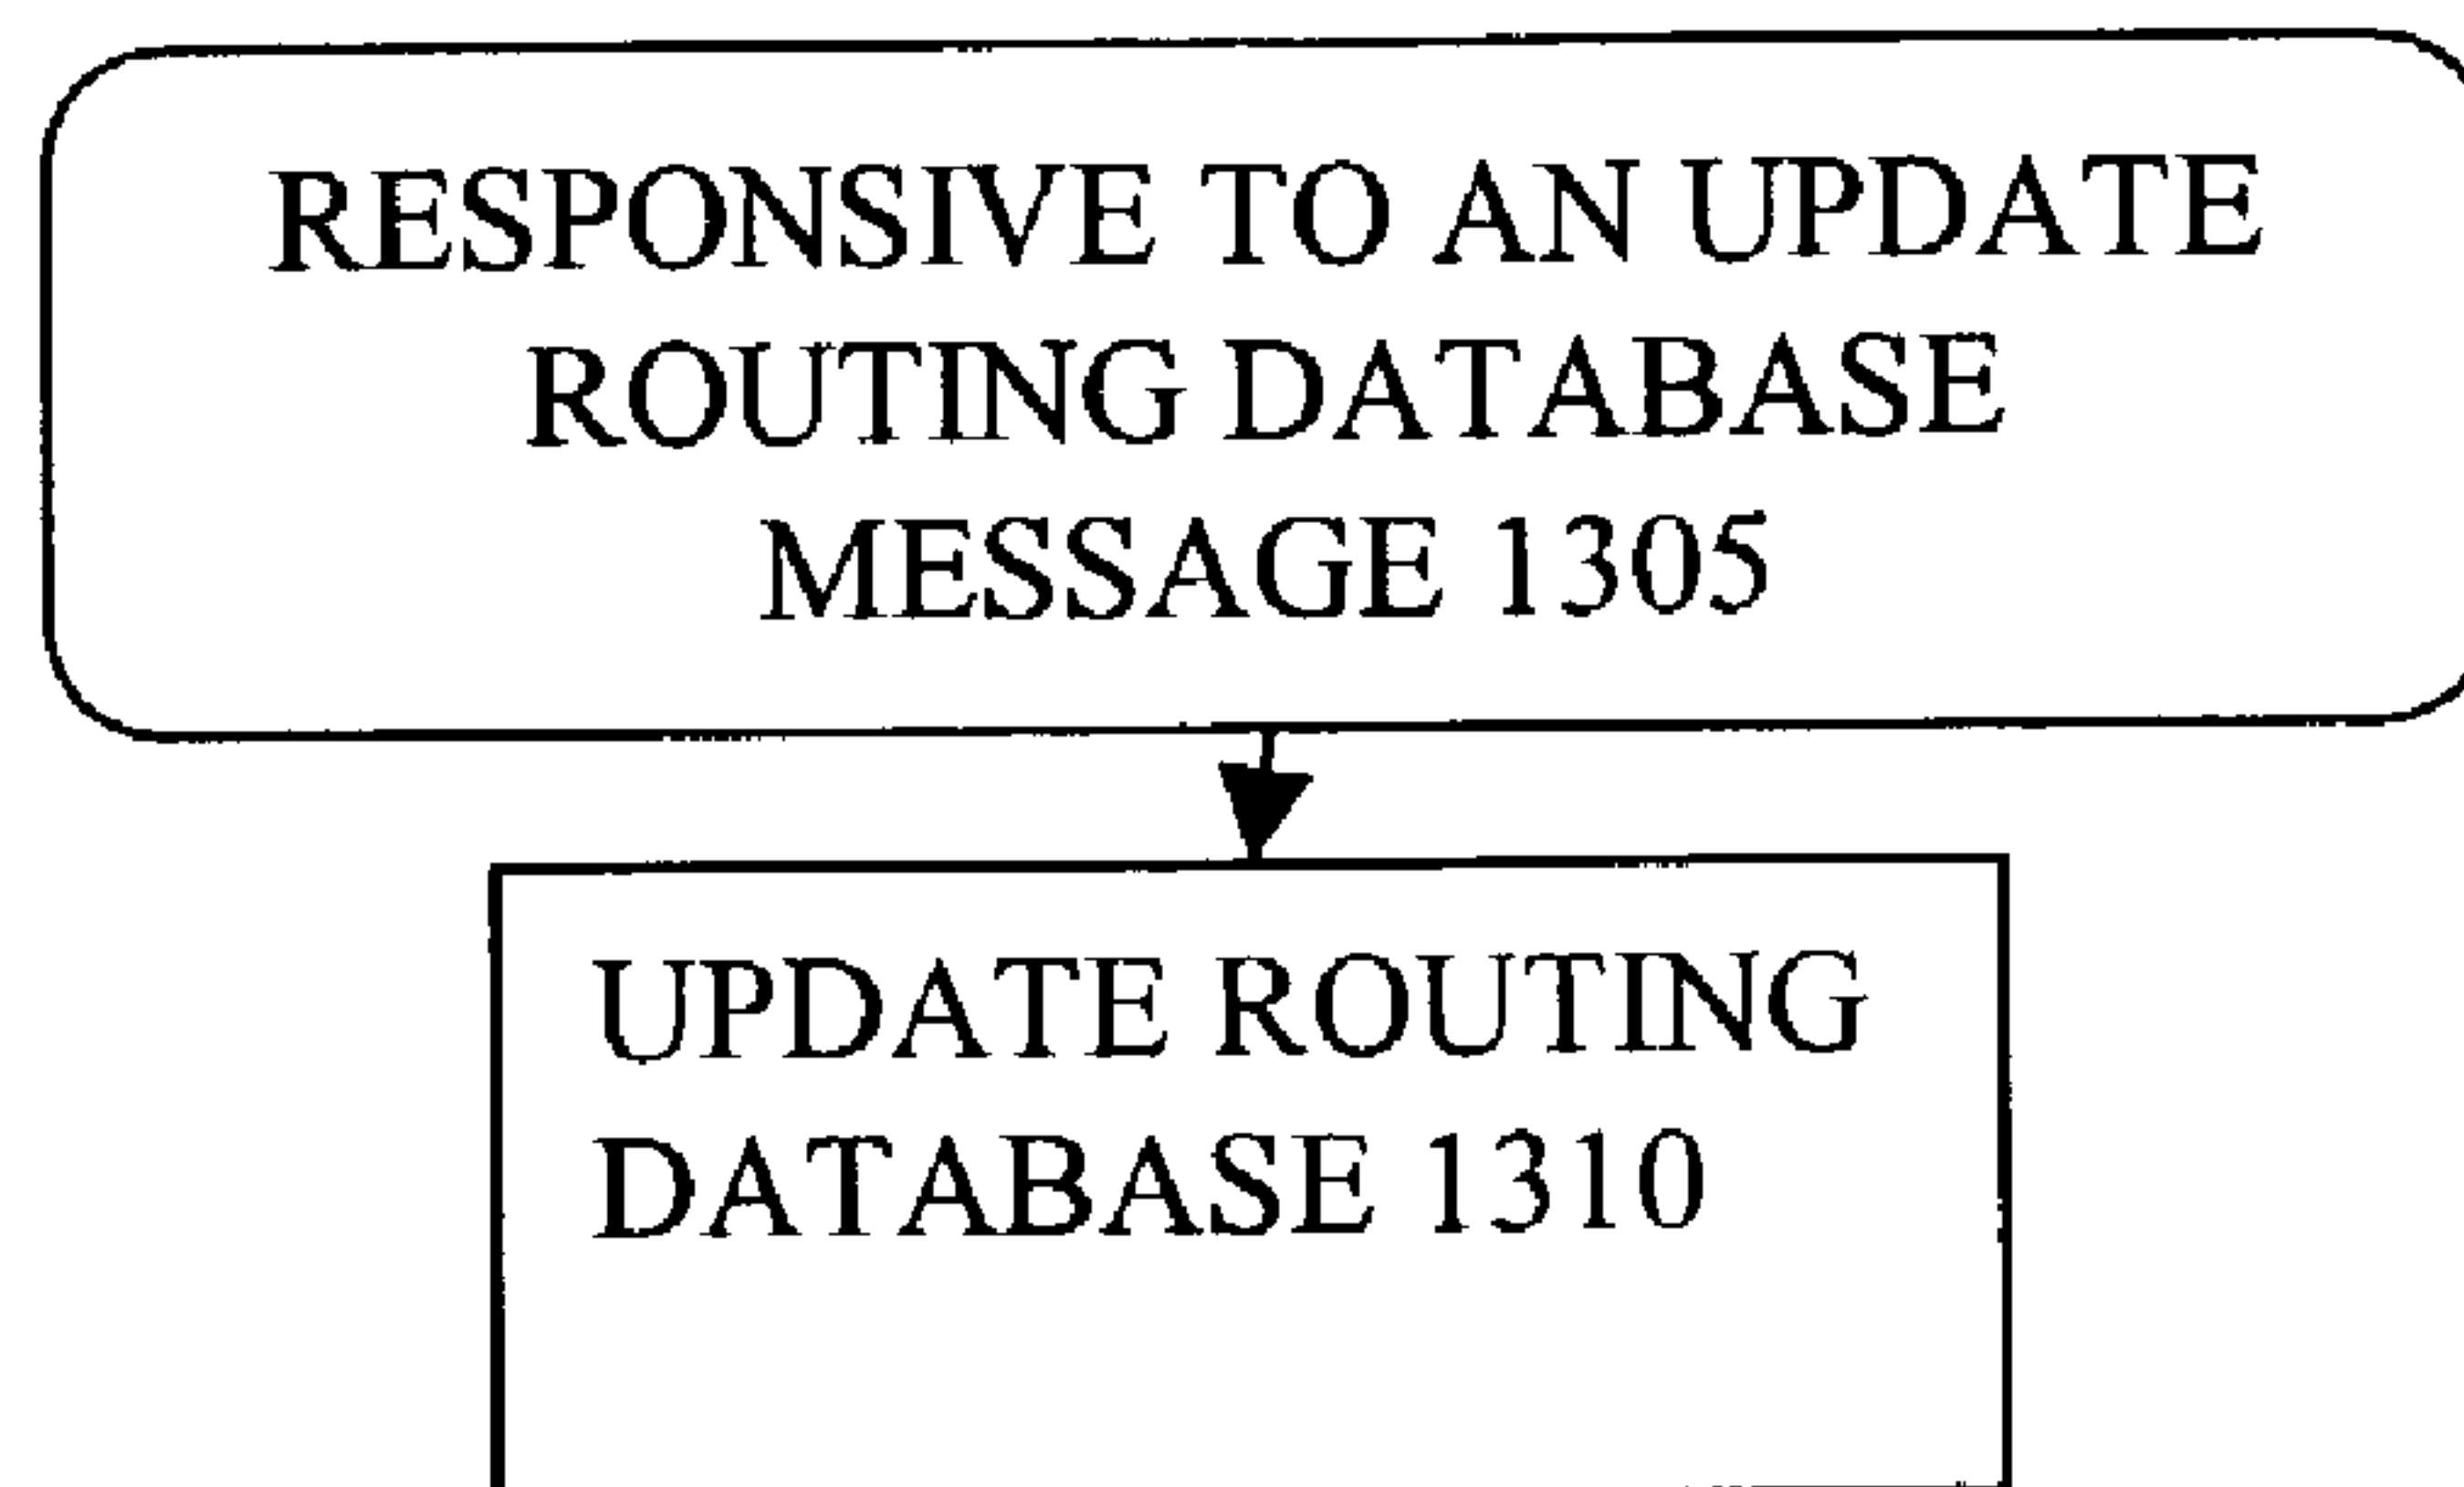 RESPONSIVE TO AN UPDATE
ROUTING DATABASE
MESSAGE 1305
UPDATE ROUTING
DATABASE 1310